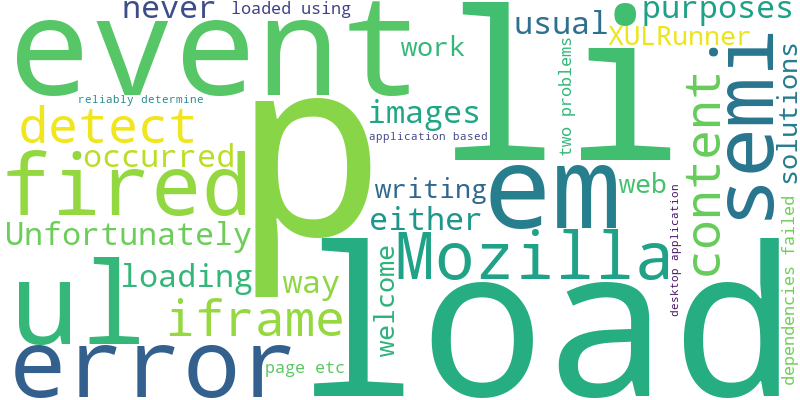 never
loaded using
event
li
purposes
usual
XULRunner
work
two problems
semi
solutions
reliably determine
detect
images
application based
p
occurred
content
fired
em
writing
web
either
Unfortunately
Mozilla
desktop application
dependencies failed
ul
loading
way
welcome
load
iframe
error
page etc